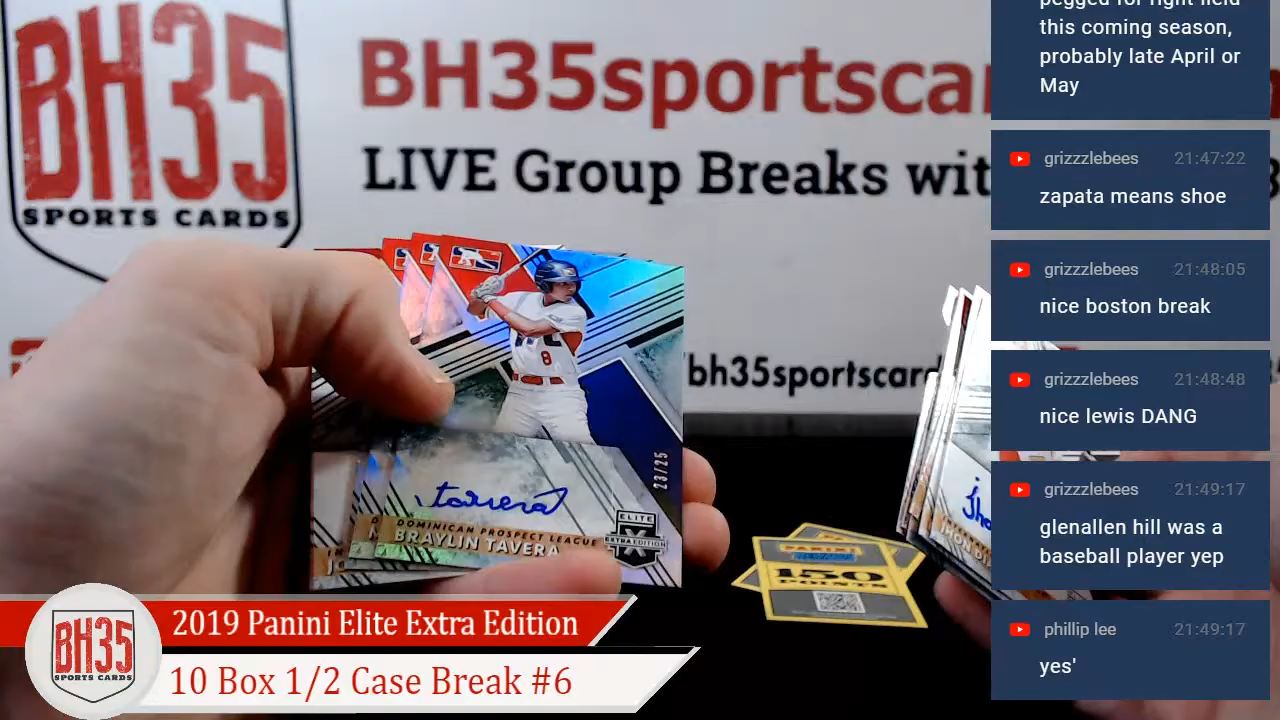 BH35
SPORTS CARDS
BH35sportscar
LIVE Group Breaks wit
bh35sportscard
8
23/25
tavera
DOMINICAN PROSPECT LEAGUE
BRAYLIN TAVERA
ELITE
X
EXTRA EDITION
PANINI
REWARDS
150
POINTS
BH35
SPORTS CARDS
2019 Panini Elite Extra Edition
10 Box 1/2 Case Break #6
pegged for right field
this coming season,
probably late April or
May
grizzzlebees 21:47:22
zapata means shoe
grizzzlebees 21:48:05
nice boston break
grizzzlebees 21:48:48
nice lewis DANG
grizzzlebees 21:49:17
glenallen hill was a
baseball player yep
phillip lee 21:49:17
yes'